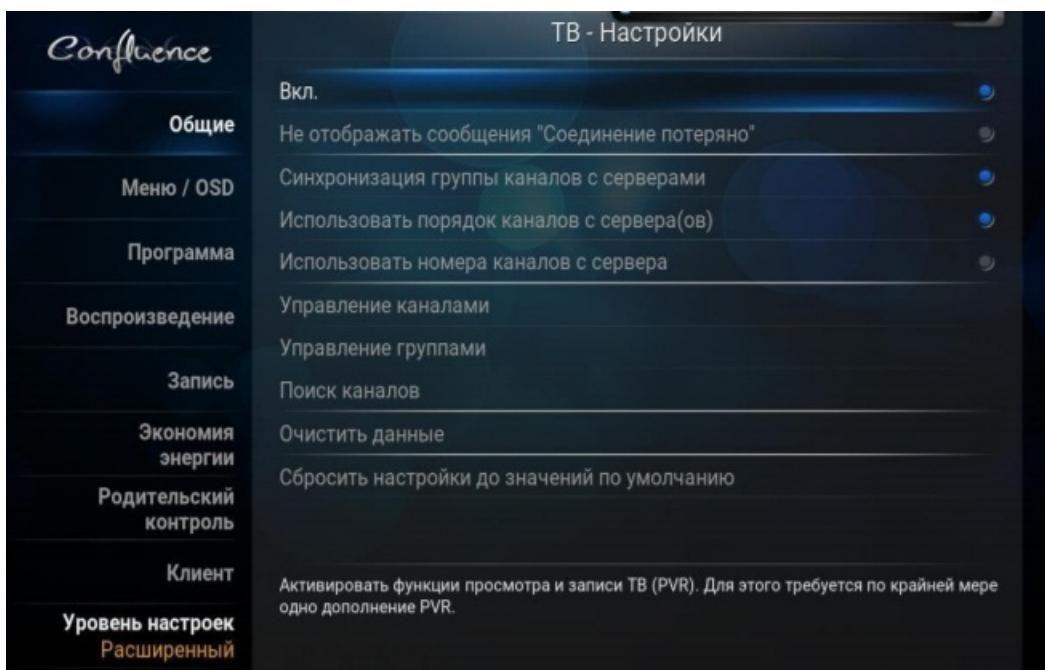 Confluence
ТВ - Настройки
Общие
Меню / OSD
Программа
Воспроизведение
Запись
Экономия
энергии
Родительский
контроль
Клиент
Уровень настроек
Расширенный
Вкл.
Не отображать сообщения "Соединение потеряно"
Синхронизация группы каналов с серверами
Использовать порядок каналов с сервера(ов)
Использовать номера каналов с сервера
Управление каналами
Управление группами
Поиск каналов
Очистить данные
Сбросить настройки до значений по умолчанию
Активировать функции просмотра и записи ТВ (PVR). Для этого требуется по крайней мере
одно дополнение PVR.